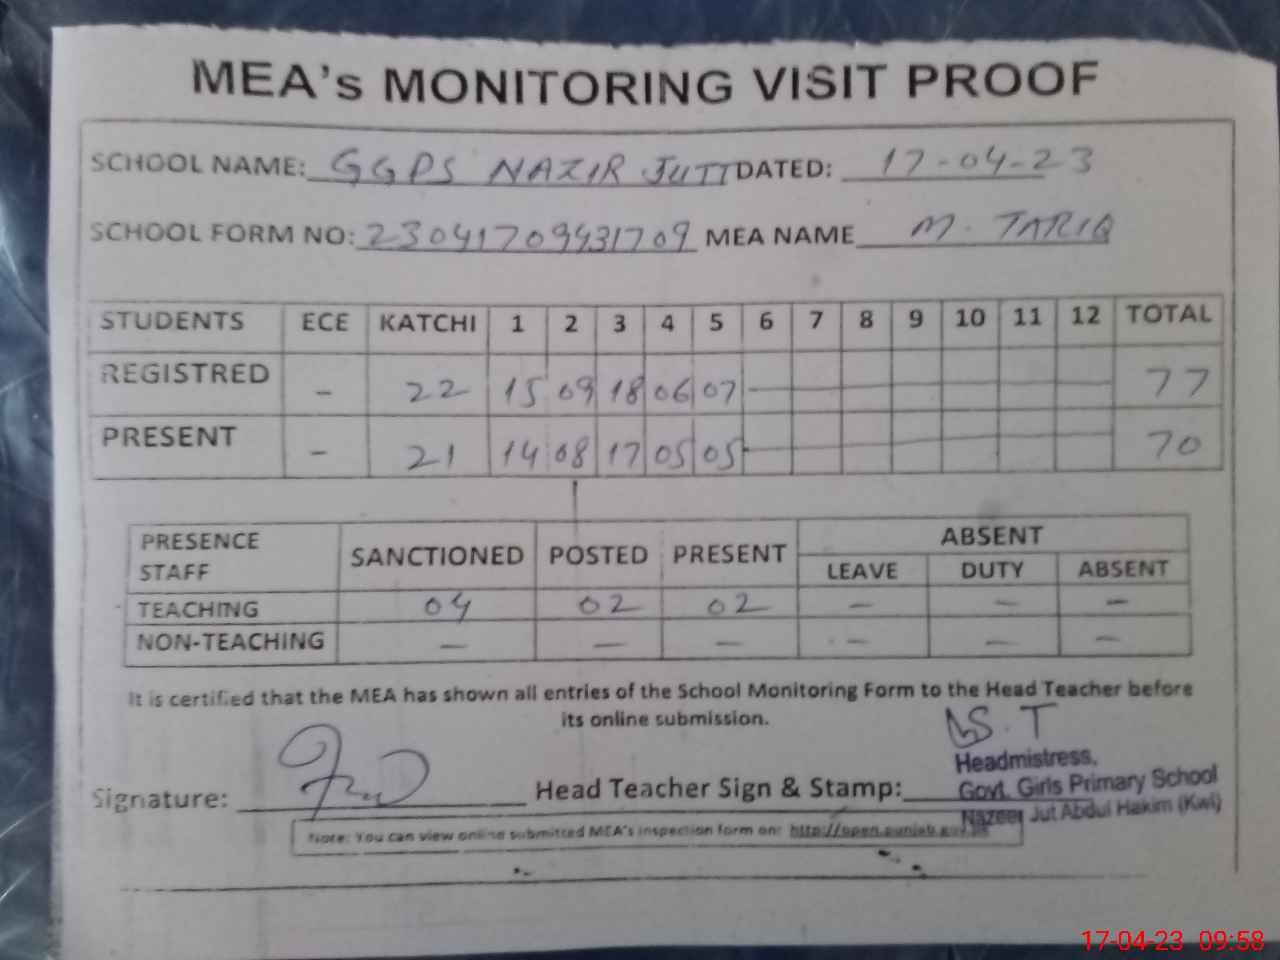 MEA's MONITORING VISIT PROOF
SCHOOL NAME: GGPS NAZIR JUTT DATED: 17-04-23
SCHOOL FORM NO: 23041709431709 MEA NAME M. TARIQ
STUDENTS ECE KATCHI 1 2 3 4 5 6 7 8 9 10 11 12 TOTAL
REGISTRED - 22 15 09 18 06 07 77
PRESENT - 21 14 08 17 05 05 70
PRESENCE STAFF SANCTIONED POSTED PRESENT ABSENT
LEAVE DUTY ABSENT
TEACHING 04 02 02 - - -
NON-TEACHING - - - - - -
It is certified that the MEA has shown all entries of the School Monitoring Form to the Head Teacher before
its online submission.
Signature: Head Teacher Sign & Stamp:
S.T
Headmistress,
Govt. Girls Primary School
Nazeer Jut Abdul Hakim (Kwl)
Note: You can view online submitted MEA's inspection form on: http://open.punjab.gov.pk
17-04-23 09:58